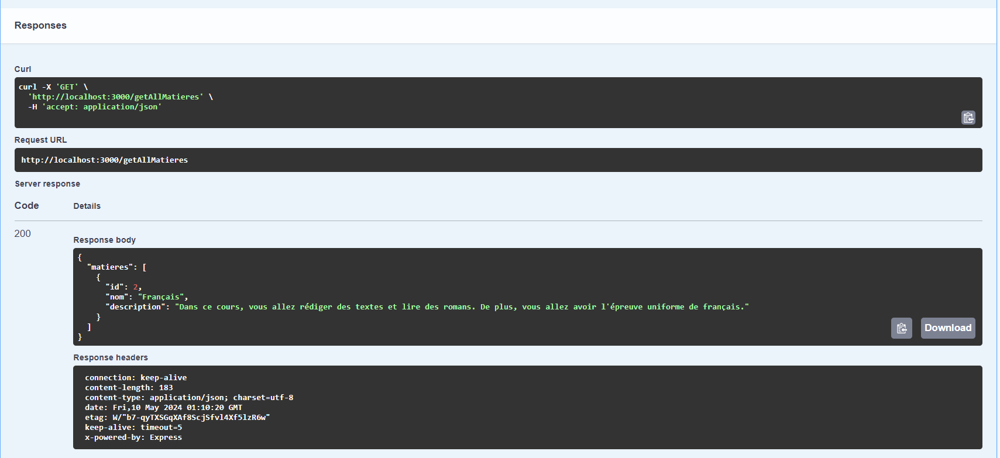 Responses
Curl
curl -X 'GET' \
  'http://localhost:3000/getAllMatieres' \
  -H 'accept: application/json'
Request URL
http://localhost:3000/getAllMatieres
Server response
Code Details
200
Response body
{
  "matieres": [
    {
      "id": 2,
      "nom": "Français",
      "description": "Dans ce cours, vous allez rédiger des textes et lire des romans. De plus, vous allez avoir l'épreuve uniforme de français."
    }
  ]
}
Download
Response headers
connection: keep-alive
content-length: 183
content-type: application/json; charset=utf-8
date: Fri,10 May 2024 01:10:20 GMT
etag: W/"b7-qyTXSGqXAf8ScjSfvl4Xf5lzR6w"
keep-alive: timeout=5
x-powered-by: Express